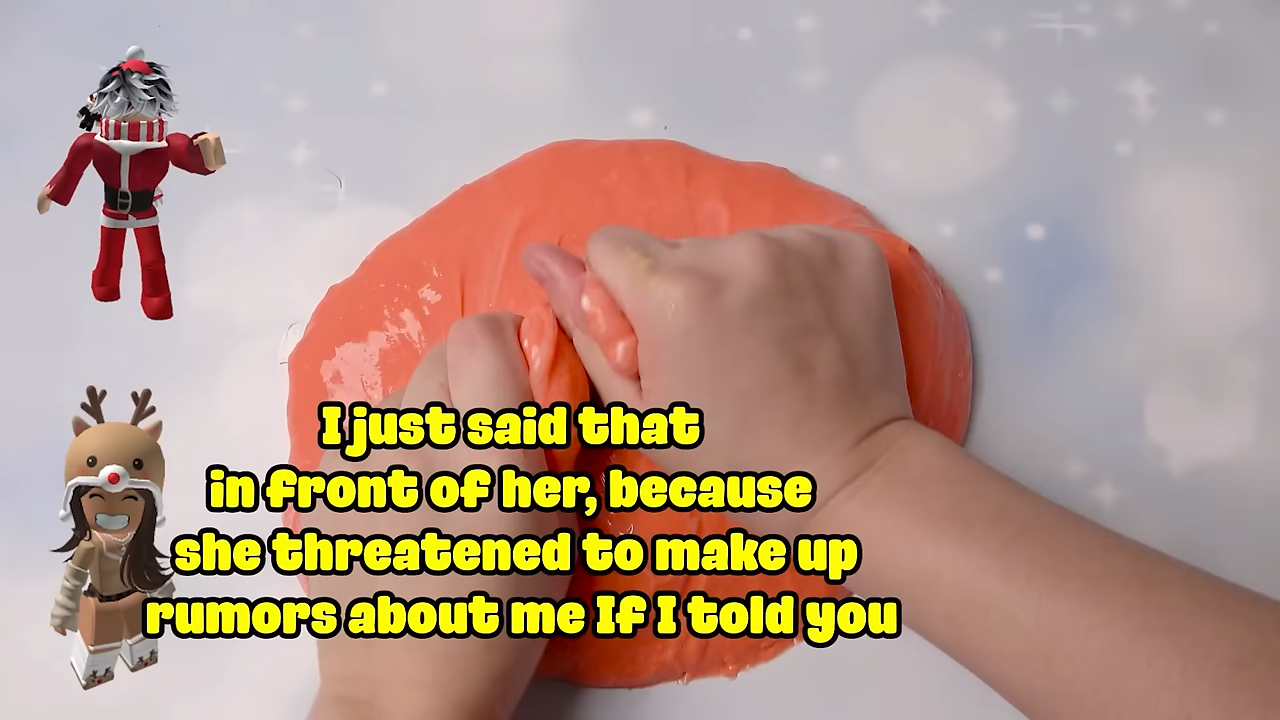 I just said that
in front of her, because
she threatened to make up
rumors about me If I told you